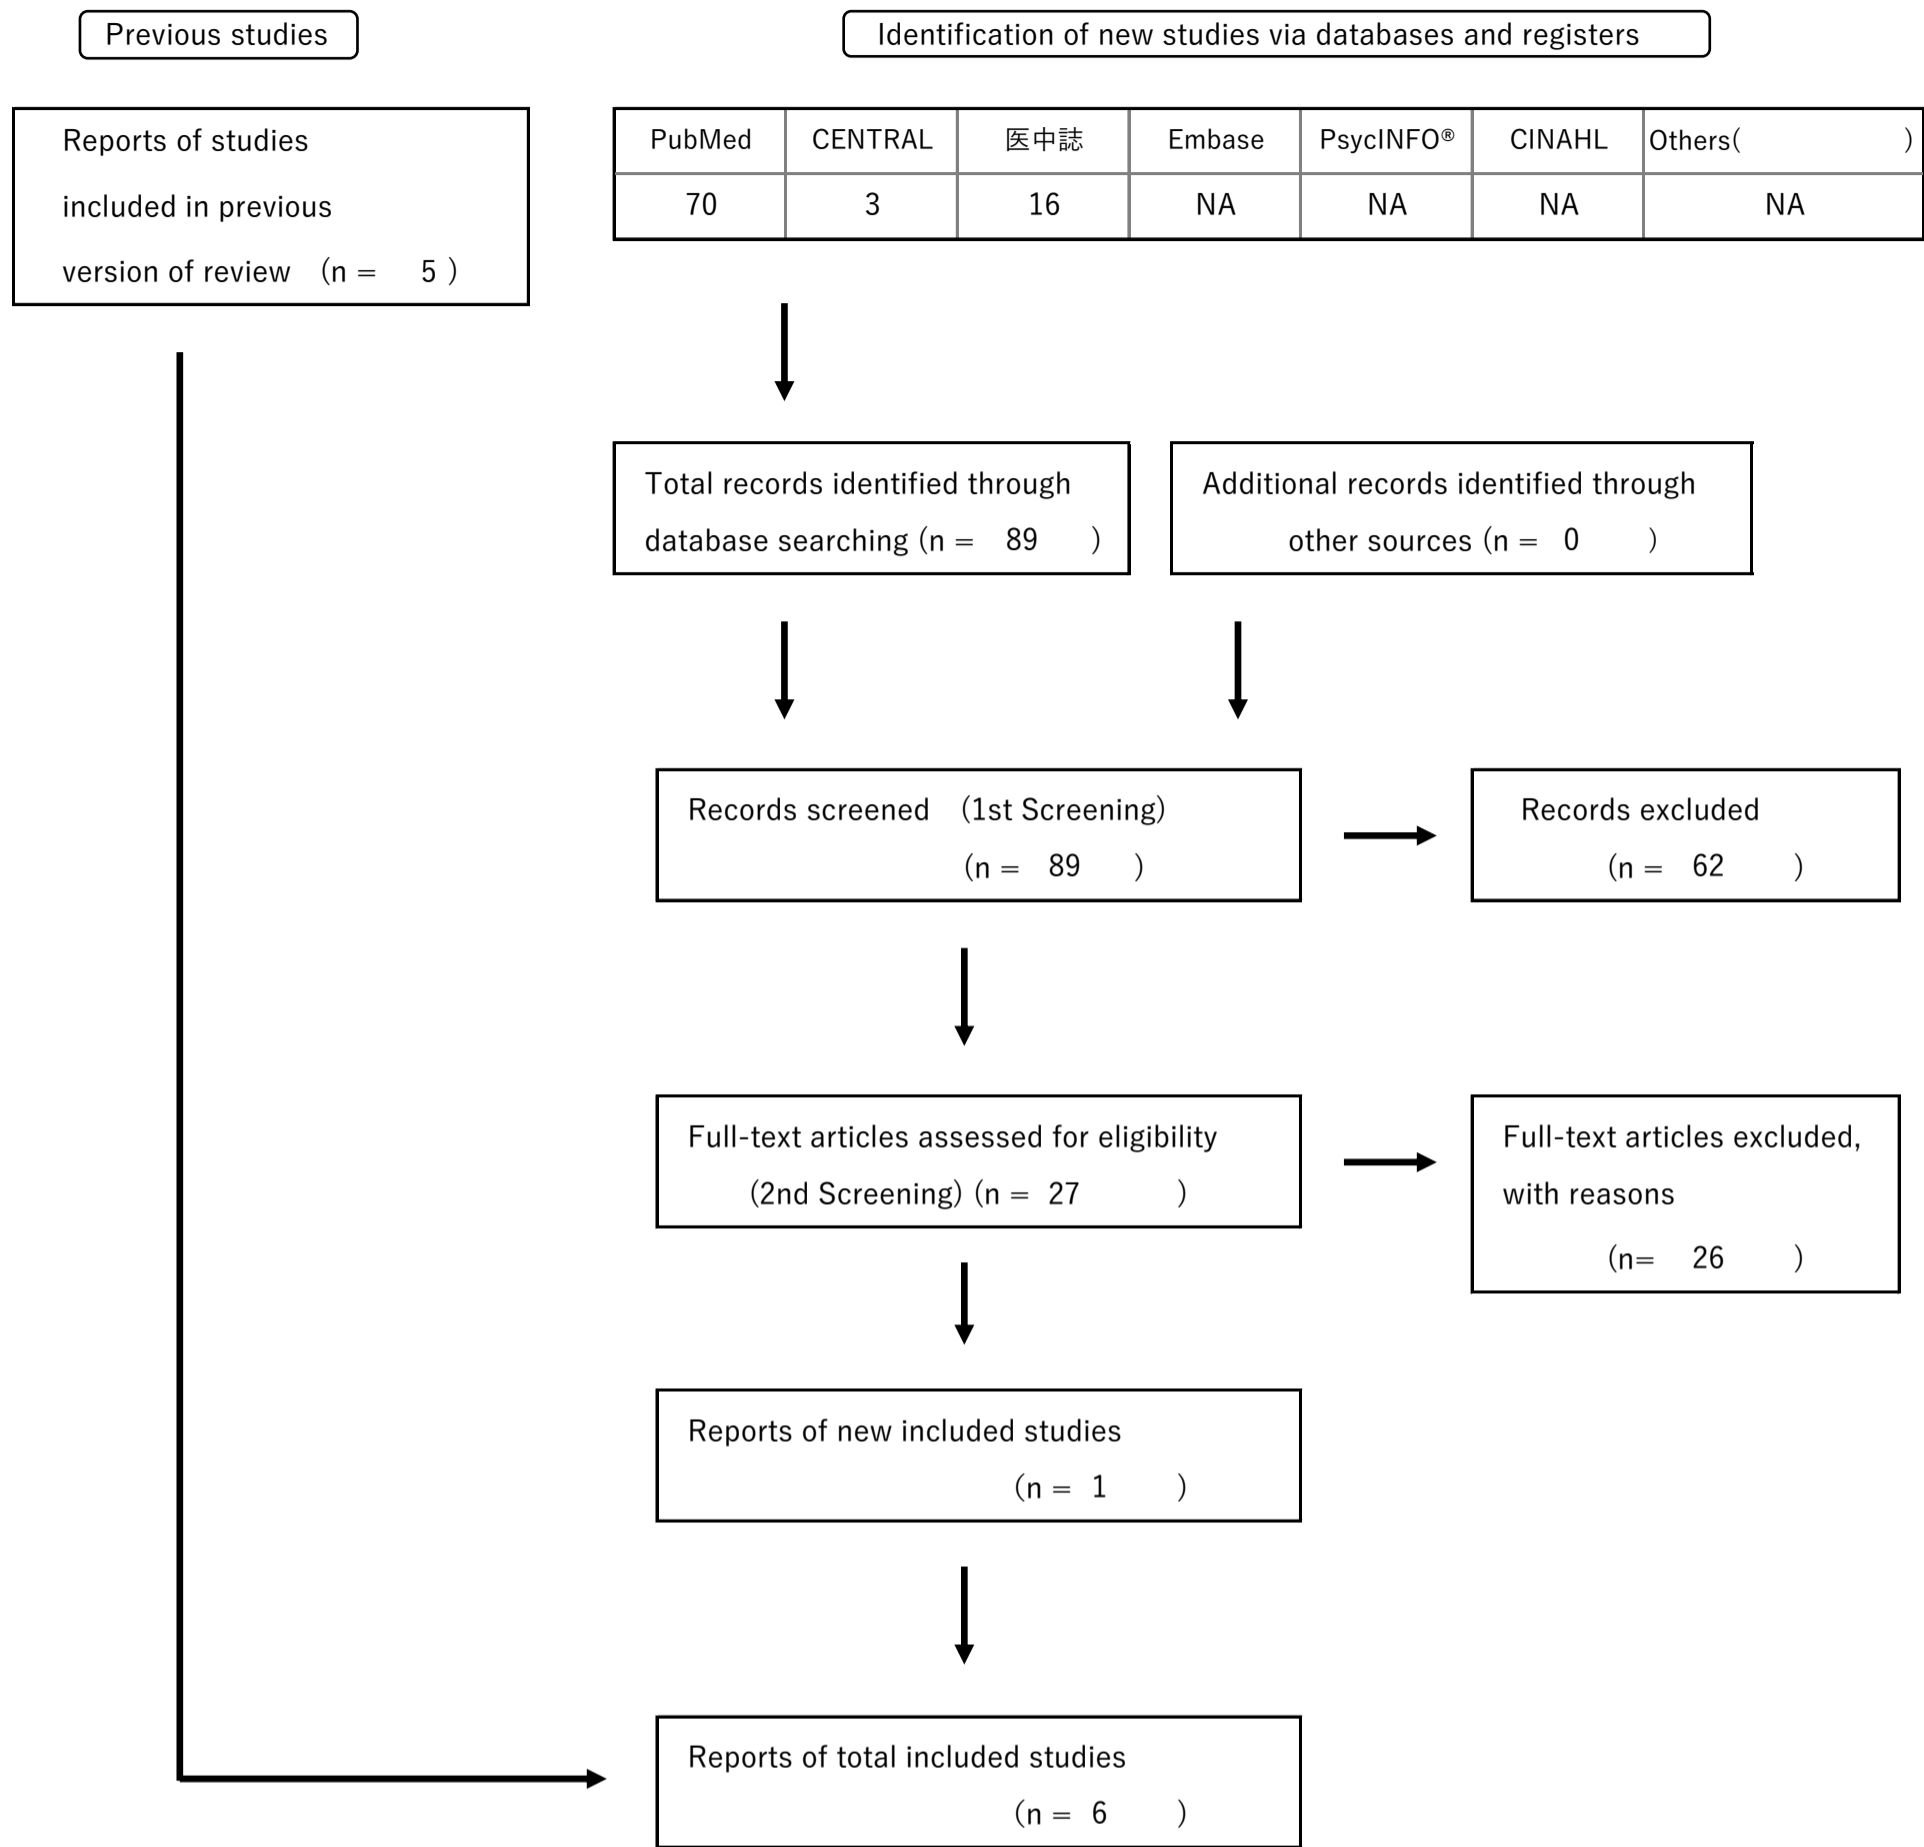 Previous studies
Identification of new studies via databases and registers
Reports of studies
included in previous
version of review (n = 5 )
PubMed CENTRAL 医中誌 Embase PsycINFO® CINAHL Others( )
70 3 16 NA NA NA NA
Total records identified through
database searching (n = 89 )
Additional records identified through
other sources (n = 0 )
Records screened (1st Screening)
(n = 89 )
Records excluded
(n = 62 )
Full-text articles assessed for eligibility
(2nd Screening) (n = 27 )
Full-text articles excluded,
with reasons
(n= 26 )
Reports of new included studies
(n = 1 )
Reports of total included studies
(n = 6 )